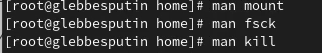 [root@glebbesputin home]# man mount
[root@glebbesputin home]# man fsck
[root@glebbesputin home]# man kill